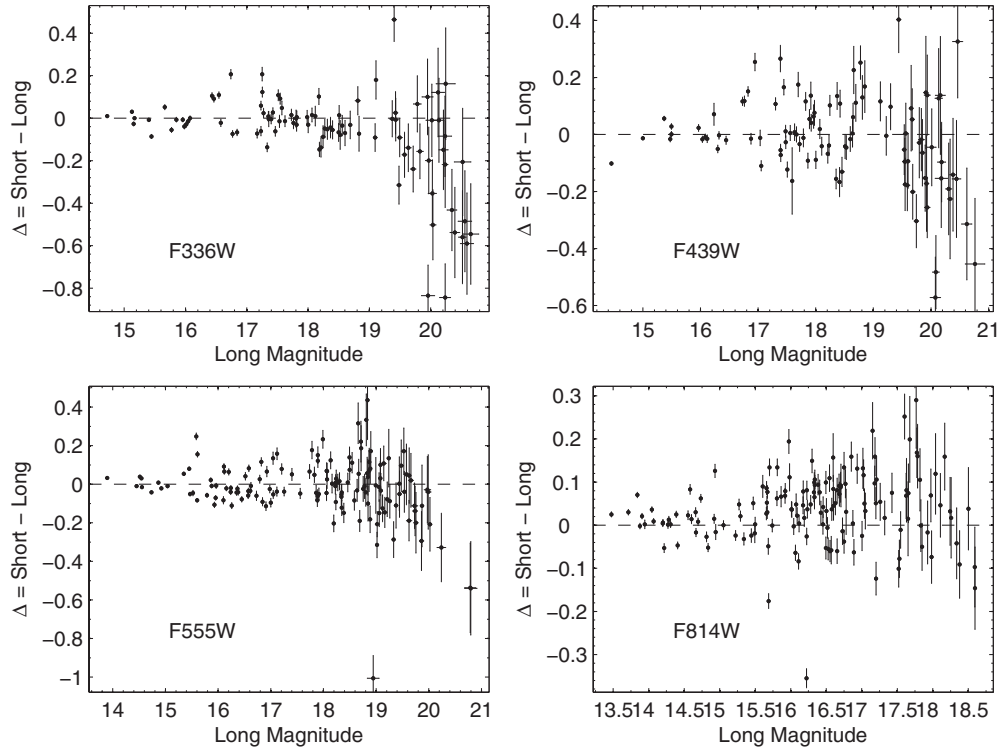 0.4
0.2
0
−0.2
−0.4
−0.6
−0.8
Δ = Short − Long
F336W
15 16 17 18 19 20
Long Magnitude
0.4
0.2
0
−0.2
−0.4
−0.6
Δ = Short − Long
F439W
14 15 16 17 18 19 20 21
Long Magnitude
0.4
0.2
0
−0.2
−0.4
−0.6
−0.8
−1
Δ = Short − Long
F555W
14 15 16 17 18 19 20 21
Long Magnitude
0.3
0.2
0.1
0
−0.1
−0.2
−0.3
Δ = Short − Long
F814W
13.514 14.515 15.516 16.517 17.518 18.5
Long Magnitude